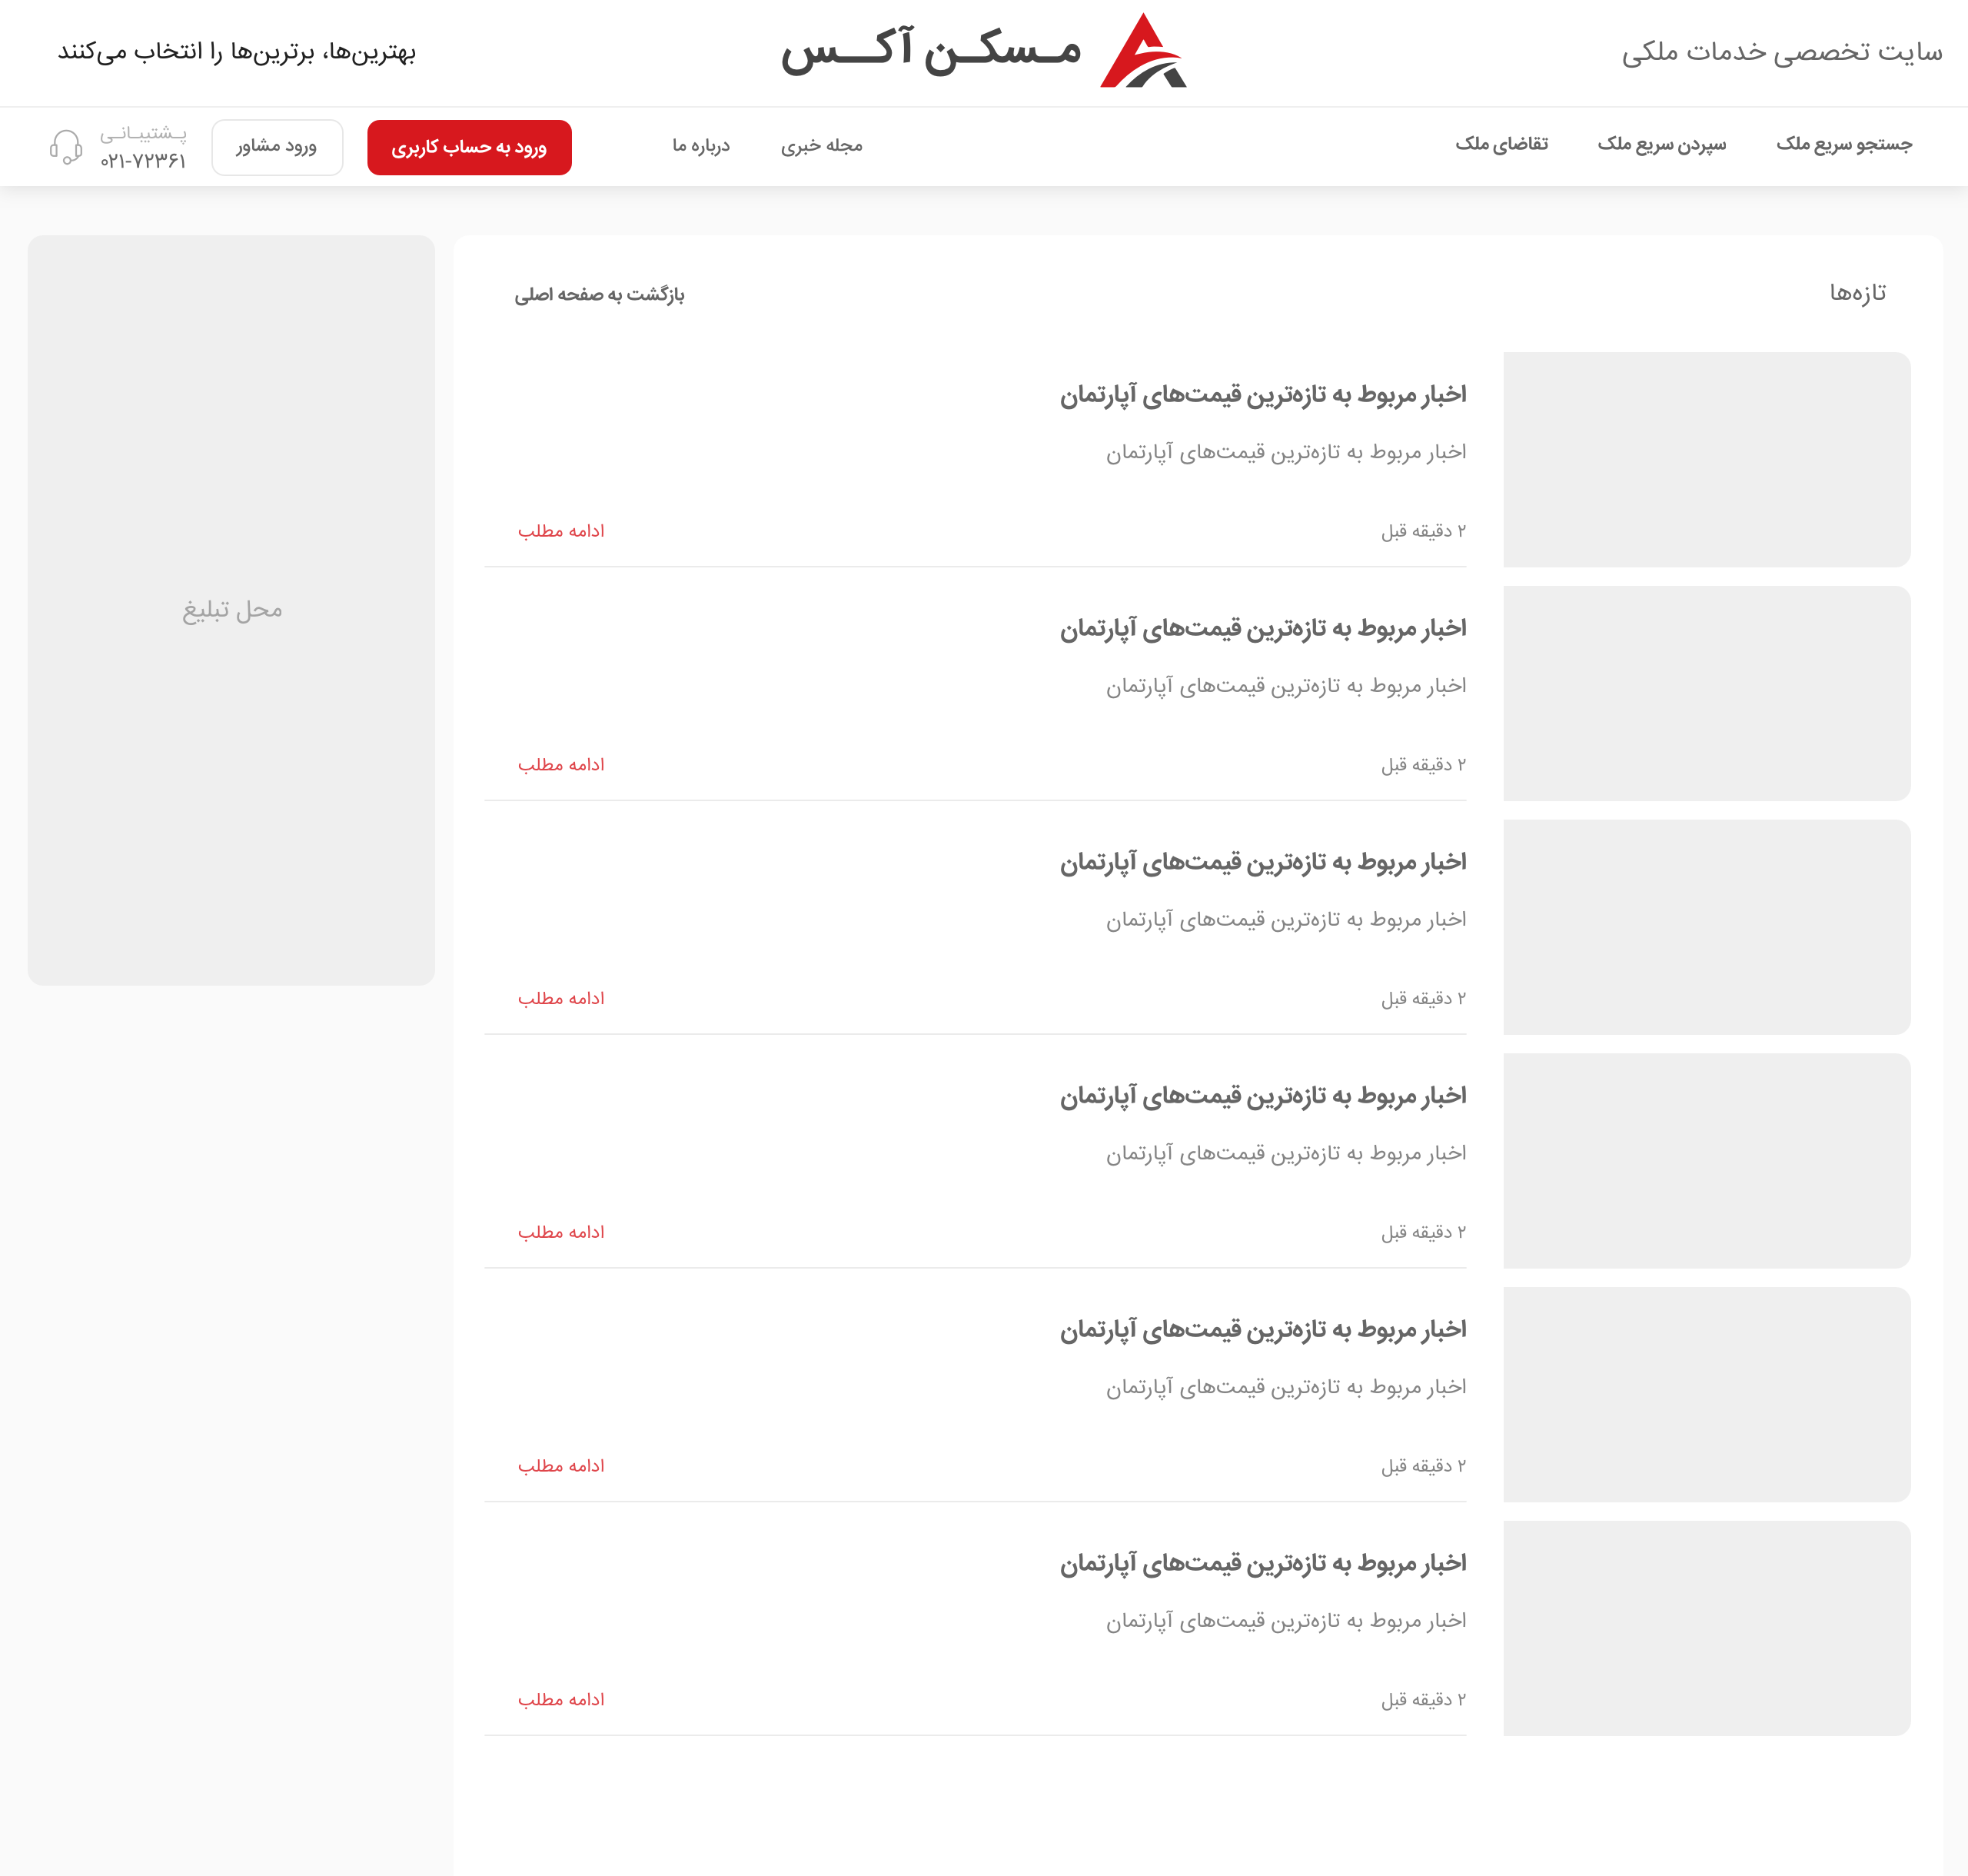 سایت تخصصی خدمات ملکی
مـسکـن آکــس
بهترین‌ها، برترین‌ها را انتخاب می‌کنند
جستجو سریع ملک
سپردن سریع ملک
تقاضای ملک
مجله خبری
درباره ما
ورود به حساب کاربری
ورود مشاور
پـشتیبـانـی
۰۲۱-۷۲۳۶۱
تازه‌ها
بازگشت به صفحه اصلی
اخبار مربوط به تازه‌ترین قیمت‌های آپارتمان
اخبار مربوط به تازه‌ترین قیمت‌های آپارتمان
۲ دقیقه قبل
ادامه مطلب
اخبار مربوط به تازه‌ترین قیمت‌های آپارتمان
اخبار مربوط به تازه‌ترین قیمت‌های آپارتمان
۲ دقیقه قبل
ادامه مطلب
اخبار مربوط به تازه‌ترین قیمت‌های آپارتمان
اخبار مربوط به تازه‌ترین قیمت‌های آپارتمان
۲ دقیقه قبل
ادامه مطلب
اخبار مربوط به تازه‌ترین قیمت‌های آپارتمان
اخبار مربوط به تازه‌ترین قیمت‌های آپارتمان
۲ دقیقه قبل
ادامه مطلب
اخبار مربوط به تازه‌ترین قیمت‌های آپارتمان
اخبار مربوط به تازه‌ترین قیمت‌های آپارتمان
۲ دقیقه قبل
ادامه مطلب
اخبار مربوط به تازه‌ترین قیمت‌های آپارتمان
اخبار مربوط به تازه‌ترین قیمت‌های آپارتمان
۲ دقیقه قبل
ادامه مطلب
محل تبلیغ